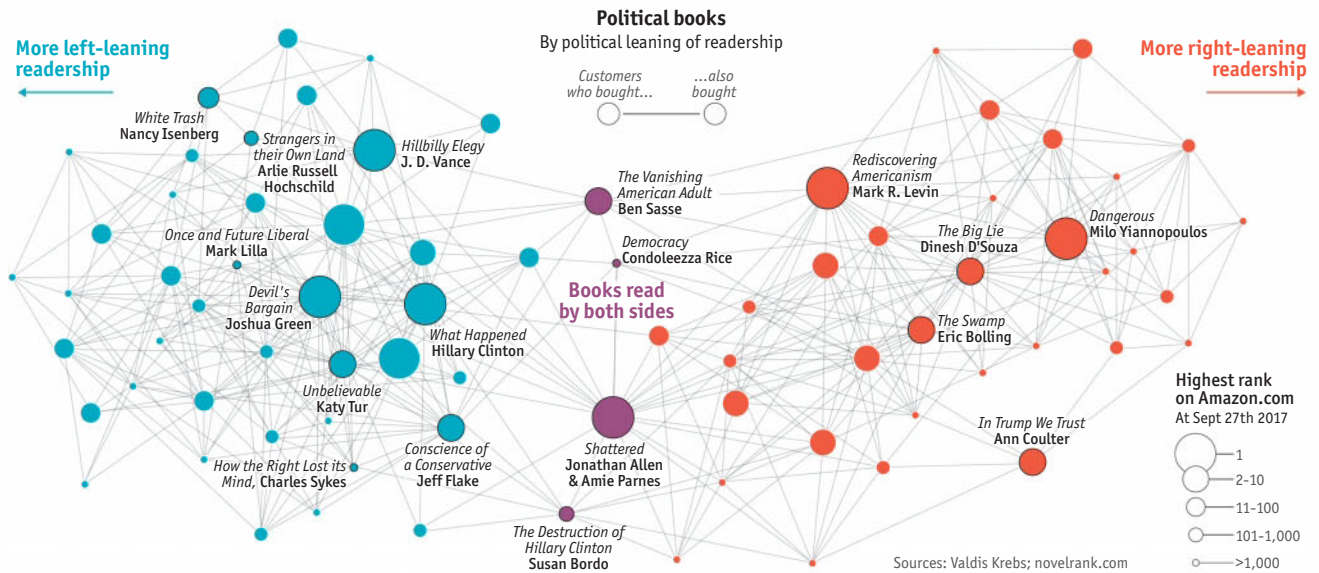 Political books
By political leaning of readership
Customers
who bought...
...also
bought
More left-leaning
readership
More right-leaning
readership
White Trash
Nancy Isenberg
Strangers in
their Own Land
Arlie Russell
Hochschild
Hillbilly Elegy
J. D. Vance
Once and Future Liberal
Mark Lilla
Devil's
Bargain
Joshua Green
What Happened
Hillary Clinton
Unbelievable
Katy Tur
Conscience of
a Conservative
Jeff Flake
How the Right Lost its
Mind, Charles Sykes
The Vanishing
American Adult
Ben Sasse
Democracy
Condoleezza Rice
Books read
by both sides
Shattered
Jonathan Allen
& Amie Parnes
The Destruction of
Hillary Clinton
Susan Bordo
Rediscovering
Americanism
Mark R. Levin
The Big Lie
Dinesh D'Souza
Dangerous
Milo Yiannopoulos
The Swamp
Eric Bolling
In Trump We Trust
Ann Coulter
Highest rank
on Amazon.com
At Sept 27th 2017
1
2-10
11-100
101-1,000
>1,000
Sources: Valdis Krebs; novelrank.com